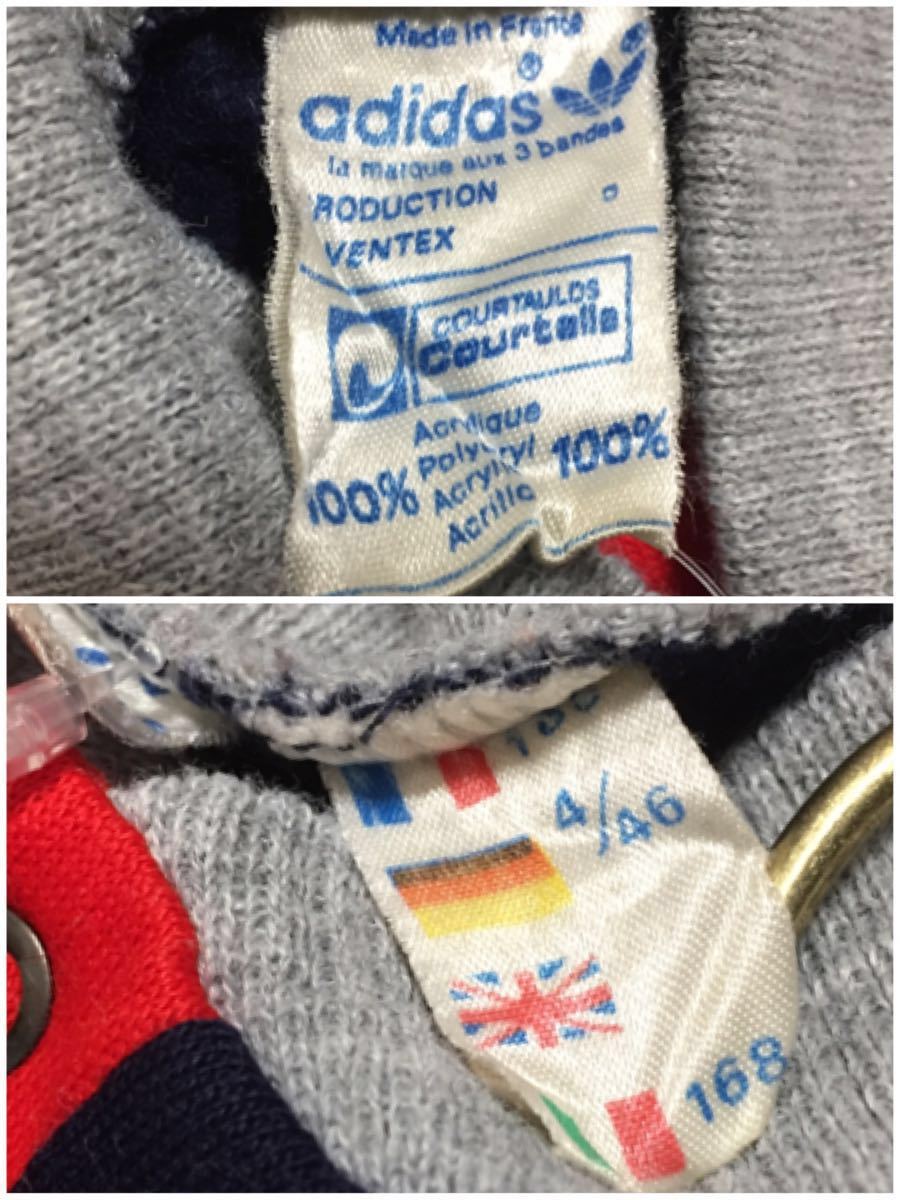 Made in France
adidas ® ®
la marque aux 3 bandes
RODUCTION D
VENTEX
COURTAULDS
Courtelle
Acrylique
100% Polyacryl 100%
Acrylic
Acrilic
4/46
168